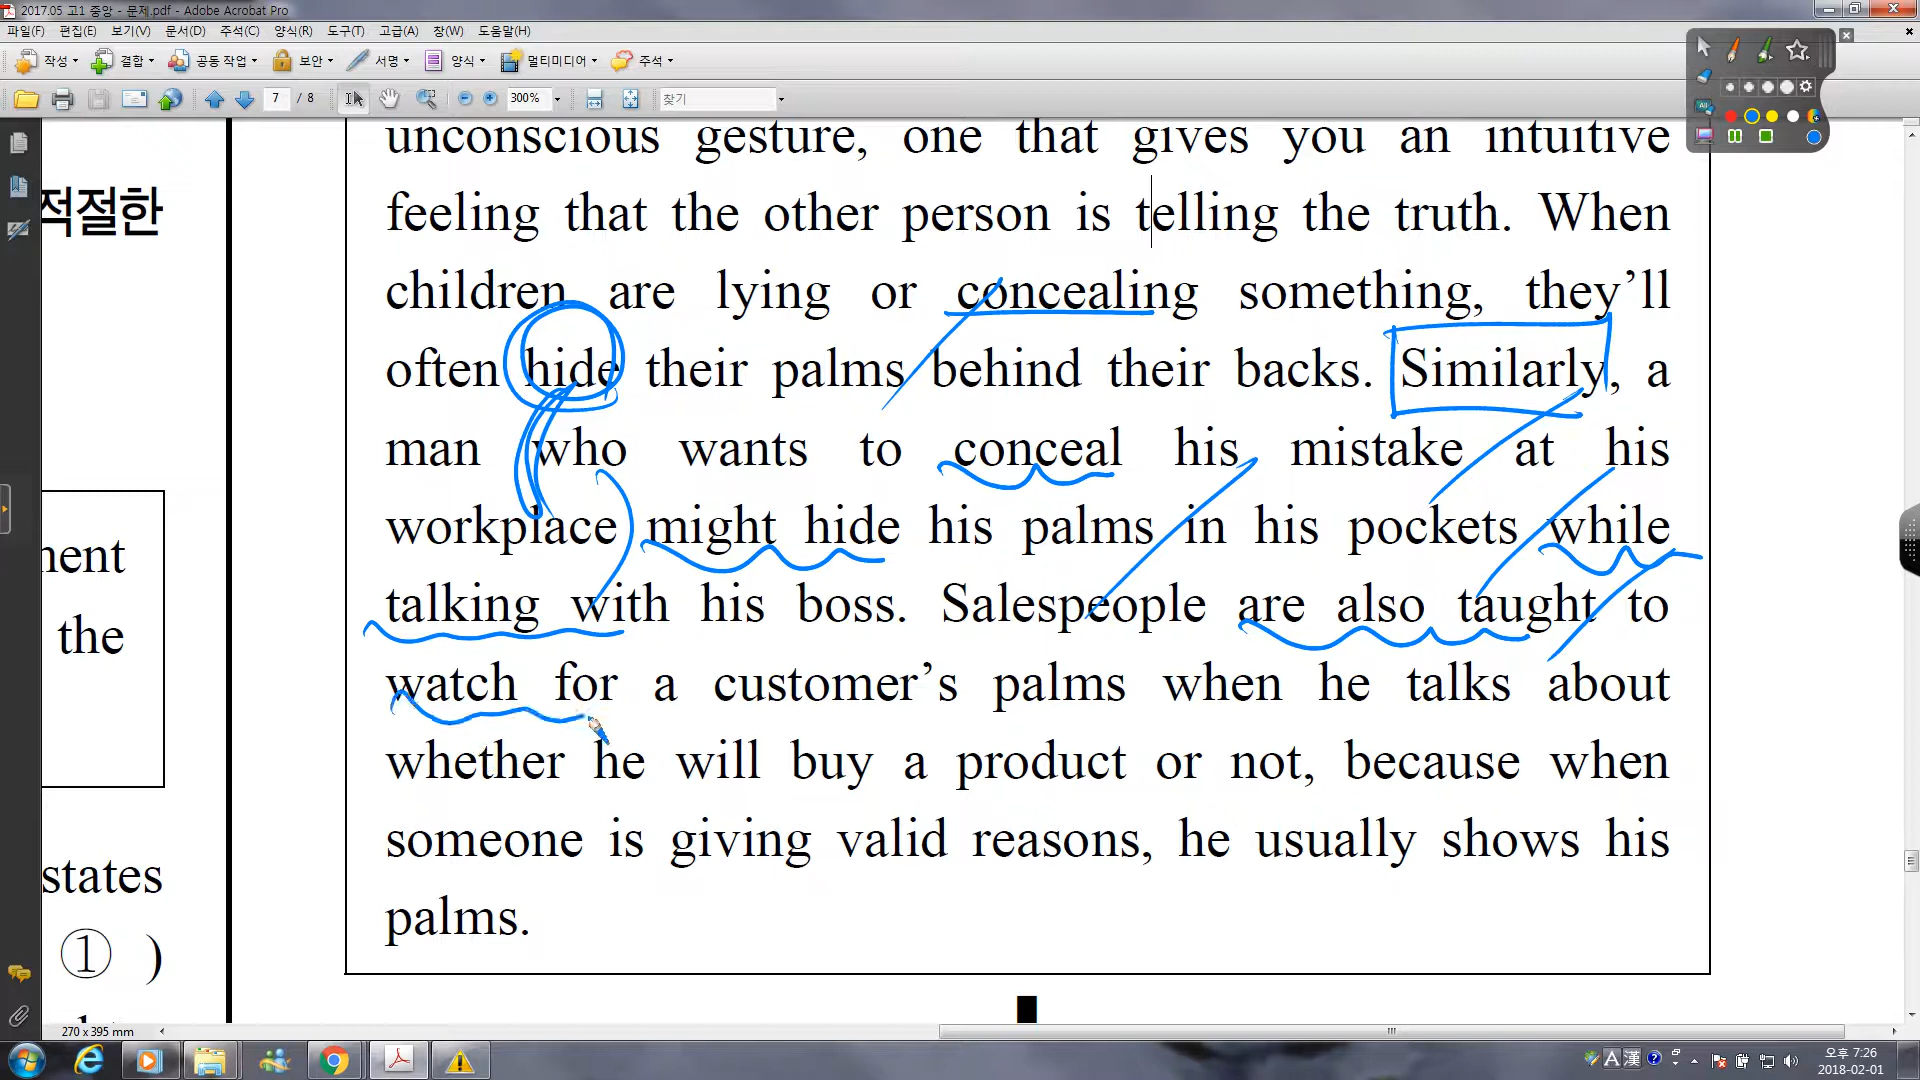 2017.05 고1 중앙 - 문제.pdf - Adobe Acrobat Pro
파일(F) 편집(E) 보기(V) 문서(D) 주석(C) 양식(R) 도구(T) 고급(A) 창(W) 도움말(H)
작성 결합 공동 작업 보안 서명 양식 멀티미디어 주석
7 / 8 300% 찾기
적절한
ment
the
states
① )
unconscious gesture, one that gives you an intuitive
feeling that the other person is telling the truth. When
children are lying or concealing something, they’ll
often hide their palms behind their backs. Similarly, a
man who wants to conceal his mistake at his
workplace might hide his palms in his pockets while
talking with his boss. Salespeople are also taught to
watch for a customer’s palms when he talks about
whether he will buy a product or not, because when
someone is giving valid reasons, he usually shows his
palms.
270 x 395 mm
A 漢
오후 7:26
2018-02-01